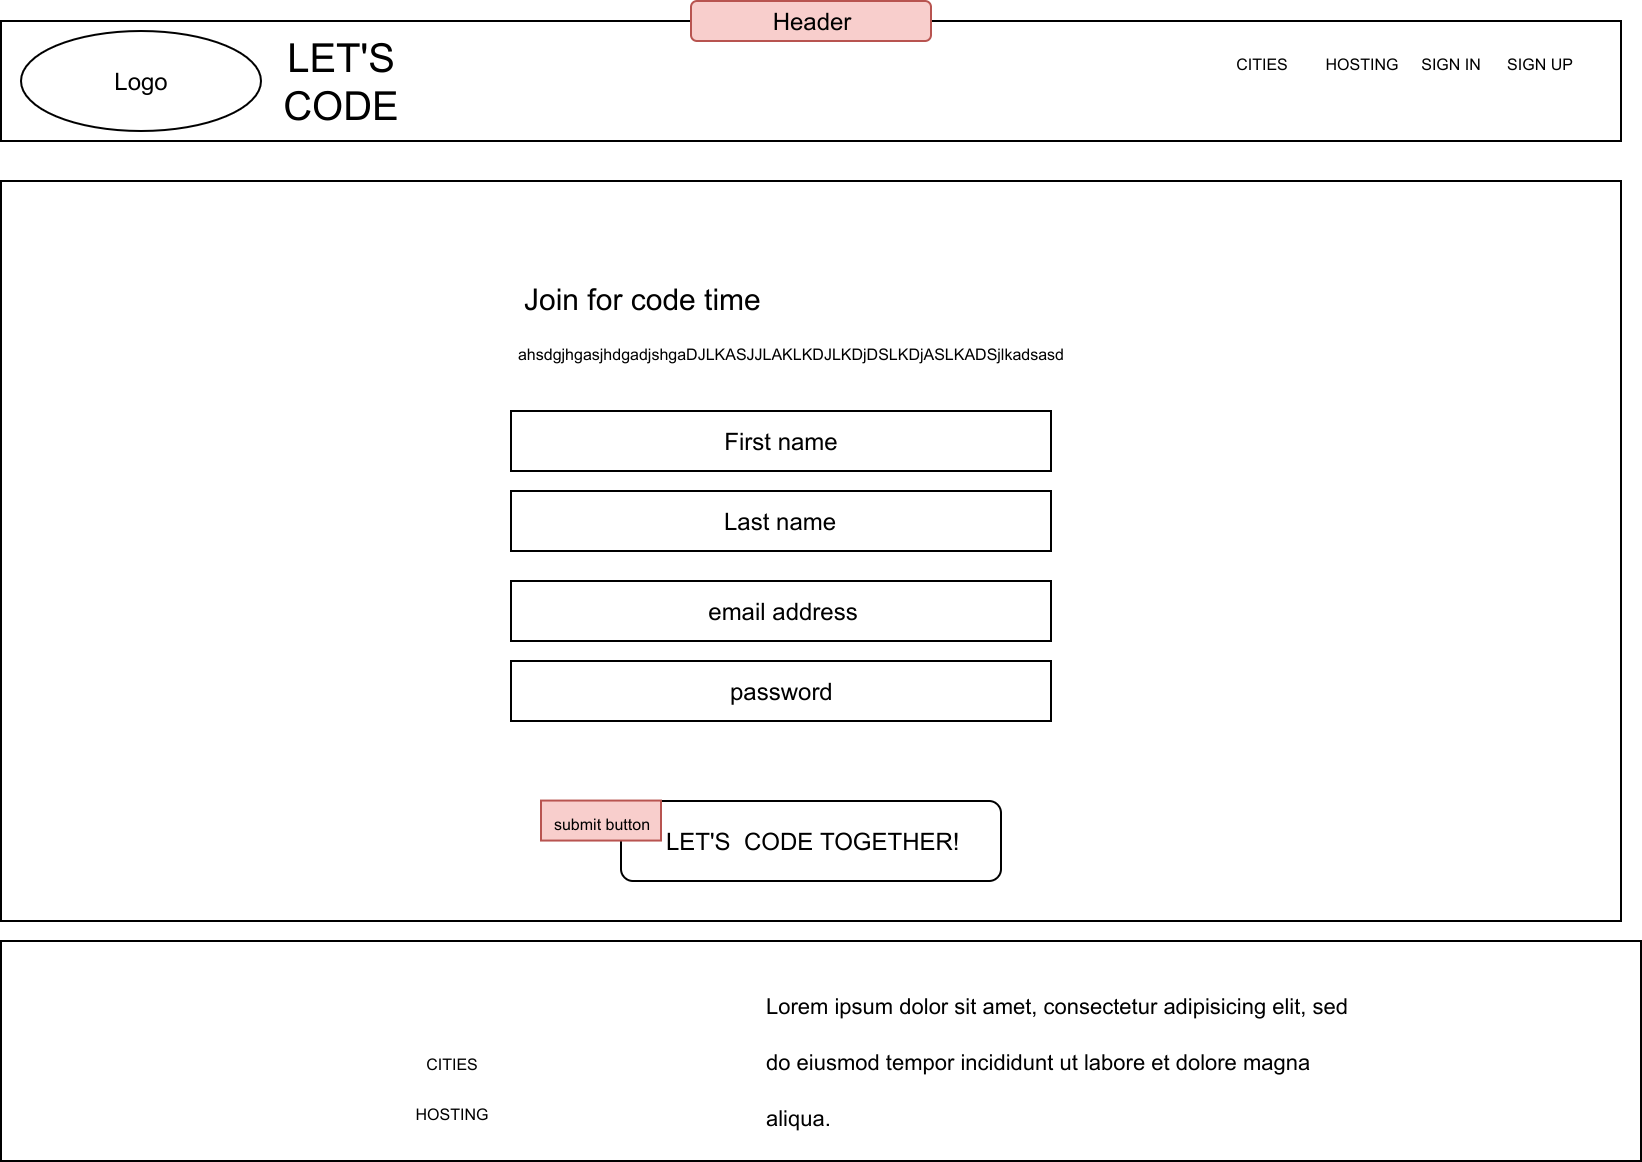 Header
Logo
LET'S
CODE
CITIES
HOSTING
SIGN IN
SIGN UP
Join for code time
ahsdgjhgasjhdgadjshgaDJLKASJJLAKLKDJLKDjDSLKDjASLKADSjlkadsasd
First name
Last name
email address
password
submit button
LET'S  CODE TOGETHER!
CITIES
HOSTING
Lorem ipsum dolor sit amet, consectetur adipisicing elit, sed
do eiusmod tempor incididunt ut labore et dolore magna
aliqua.